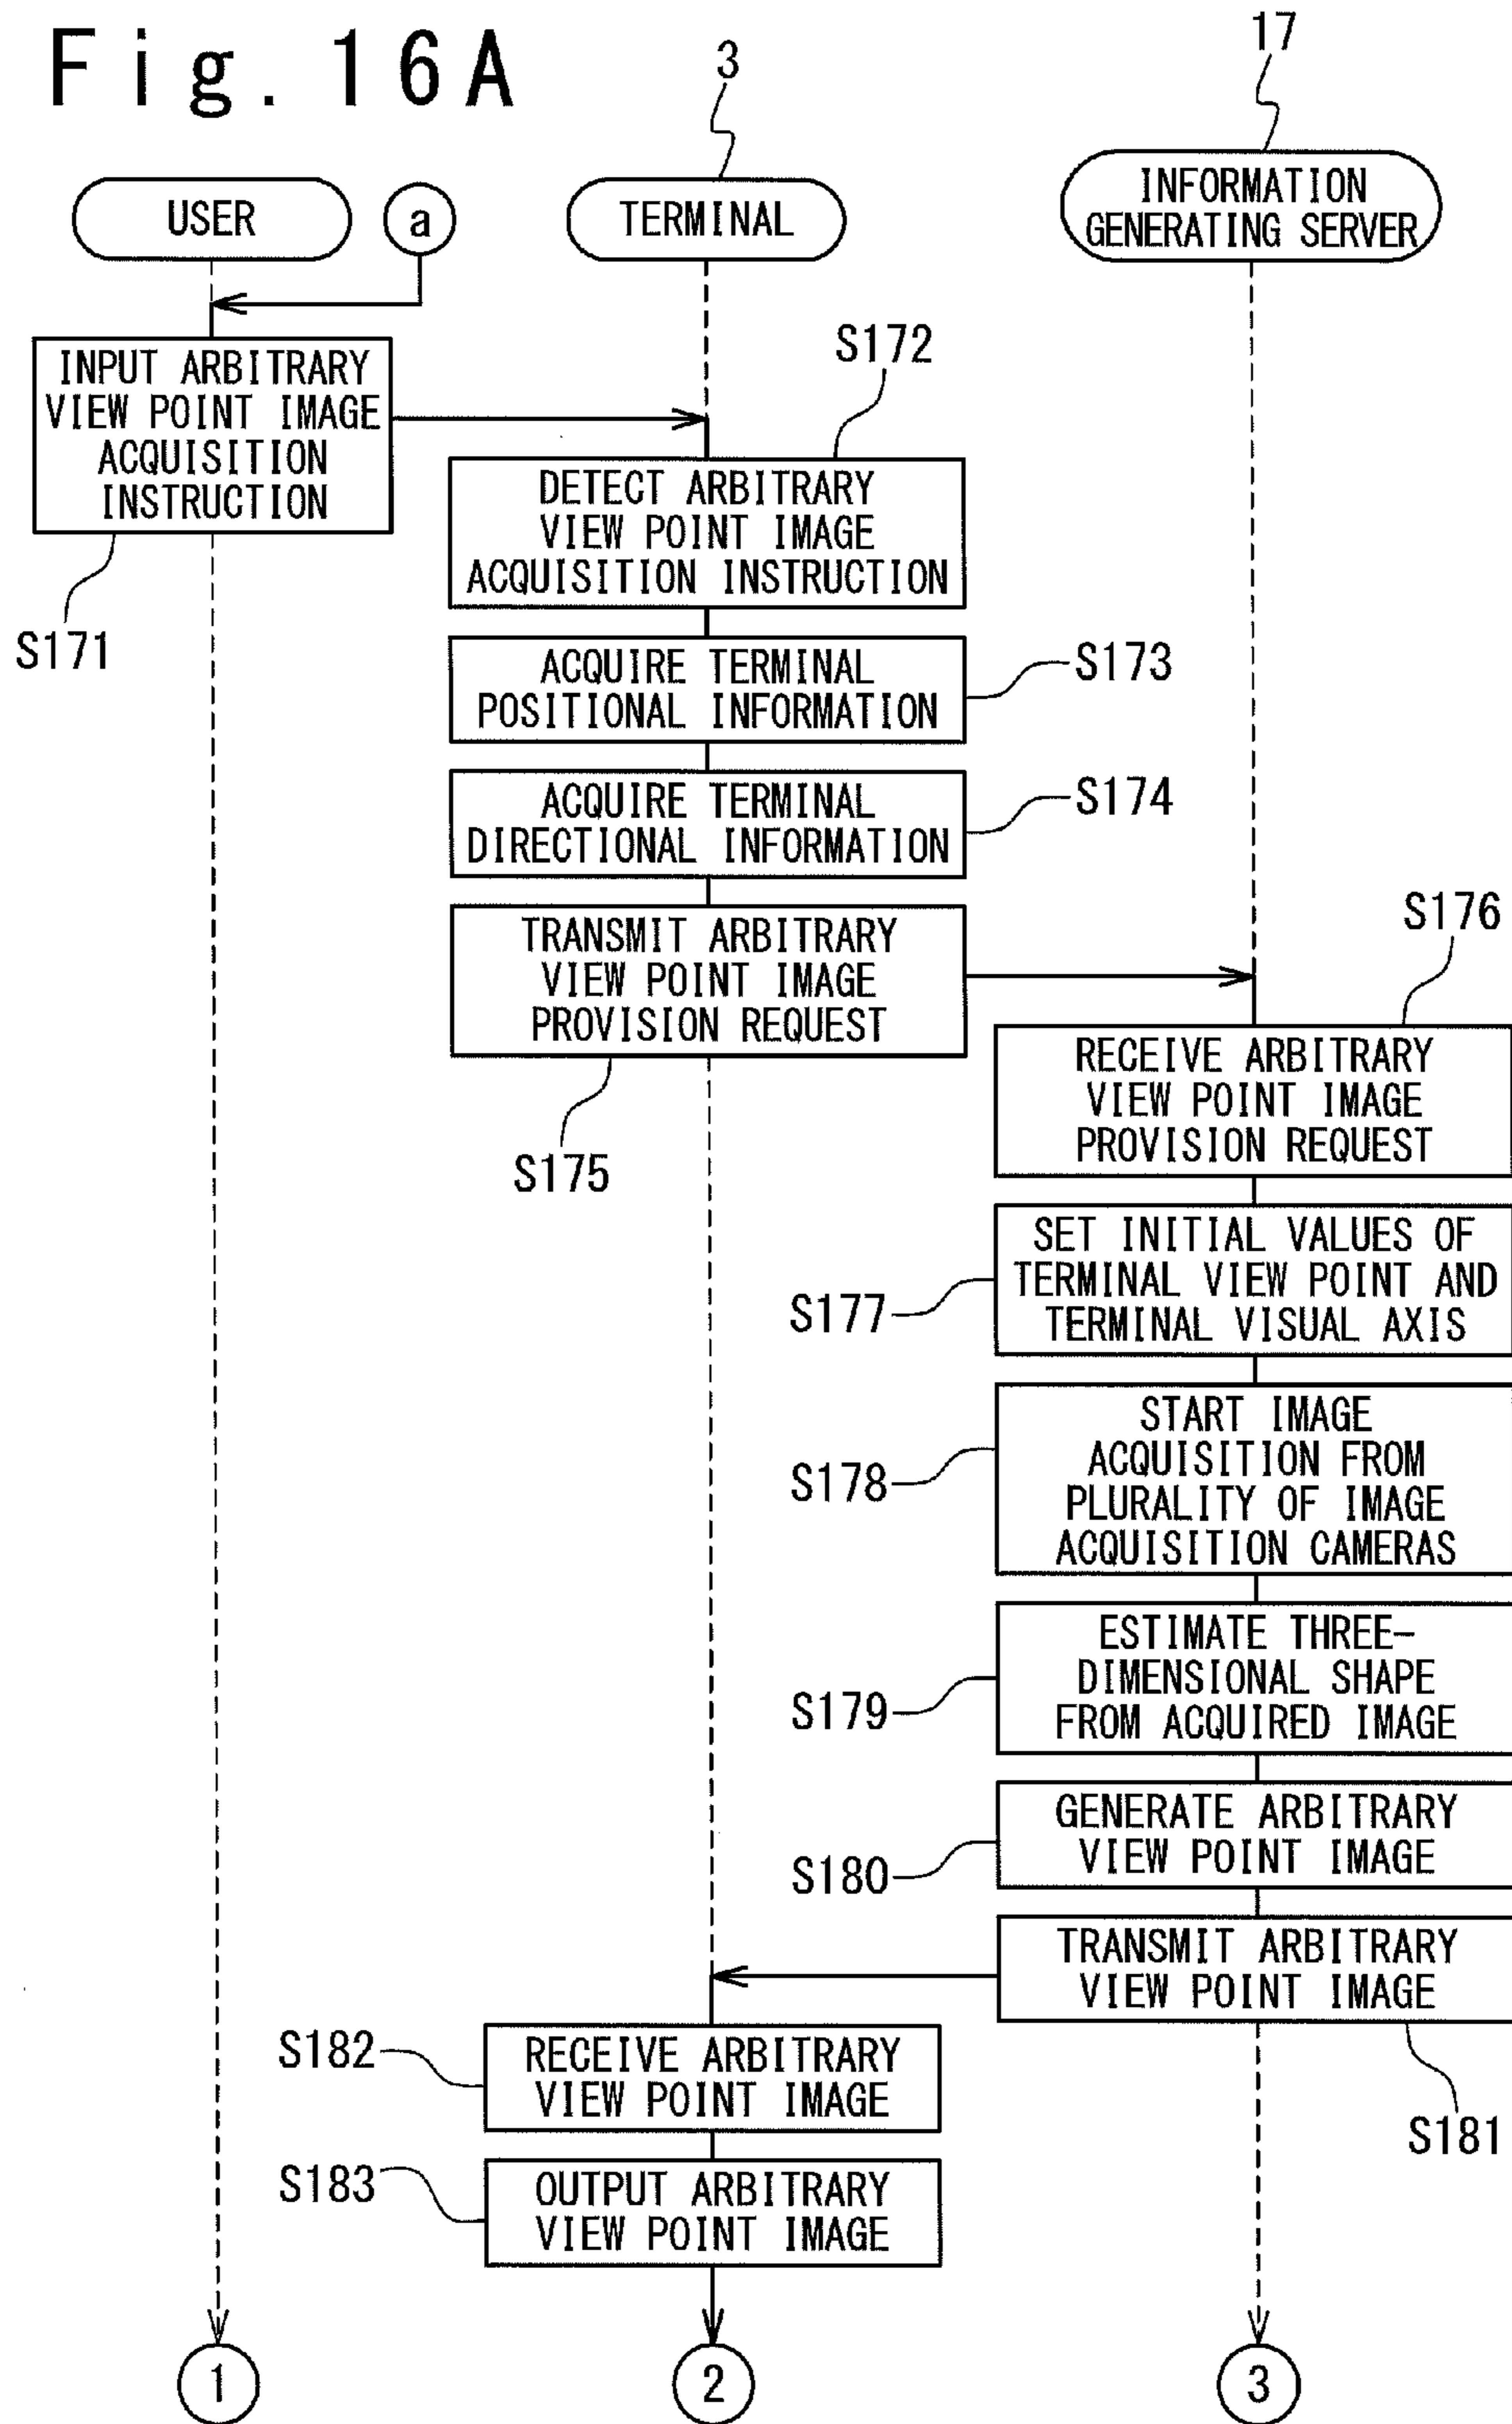 Fig. 16A
3
17
USER
a
TERMINAL
INFORMATION
GENERATING SERVER
INPUT ARBITRARY
VIEW POINT IMAGE
ACQUISITION
INSTRUCTION
S171
S172
DETECT ARBITRARY
VIEW POINT IMAGE
ACQUISITION INSTRUCTION
ACQUIRE TERMINAL
POSITIONAL INFORMATION
S173
ACQUIRE TERMINAL
DIRECTIONAL INFORMATION
S174
TRANSMIT ARBITRARY
VIEW POINT IMAGE
PROVISION REQUEST
S175
S176
RECEIVE ARBITRARY
VIEW POINT IMAGE
PROVISION REQUEST
SET INITIAL VALUES OF
TERMINAL VIEW POINT AND
TERMINAL VISUAL AXIS
S177
START IMAGE
ACQUISITION FROM
PLURALITY OF IMAGE
ACQUISITION CAMERAS
S178
ESTIMATE THREE-
DIMENSIONAL SHAPE
FROM ACQUIRED IMAGE
S179
GENERATE ARBITRARY
VIEW POINT IMAGE
S180
TRANSMIT ARBITRARY
VIEW POINT IMAGE
S181
S182
RECEIVE ARBITRARY
VIEW POINT IMAGE
S183
OUTPUT ARBITRARY
VIEW POINT IMAGE
1
2
3